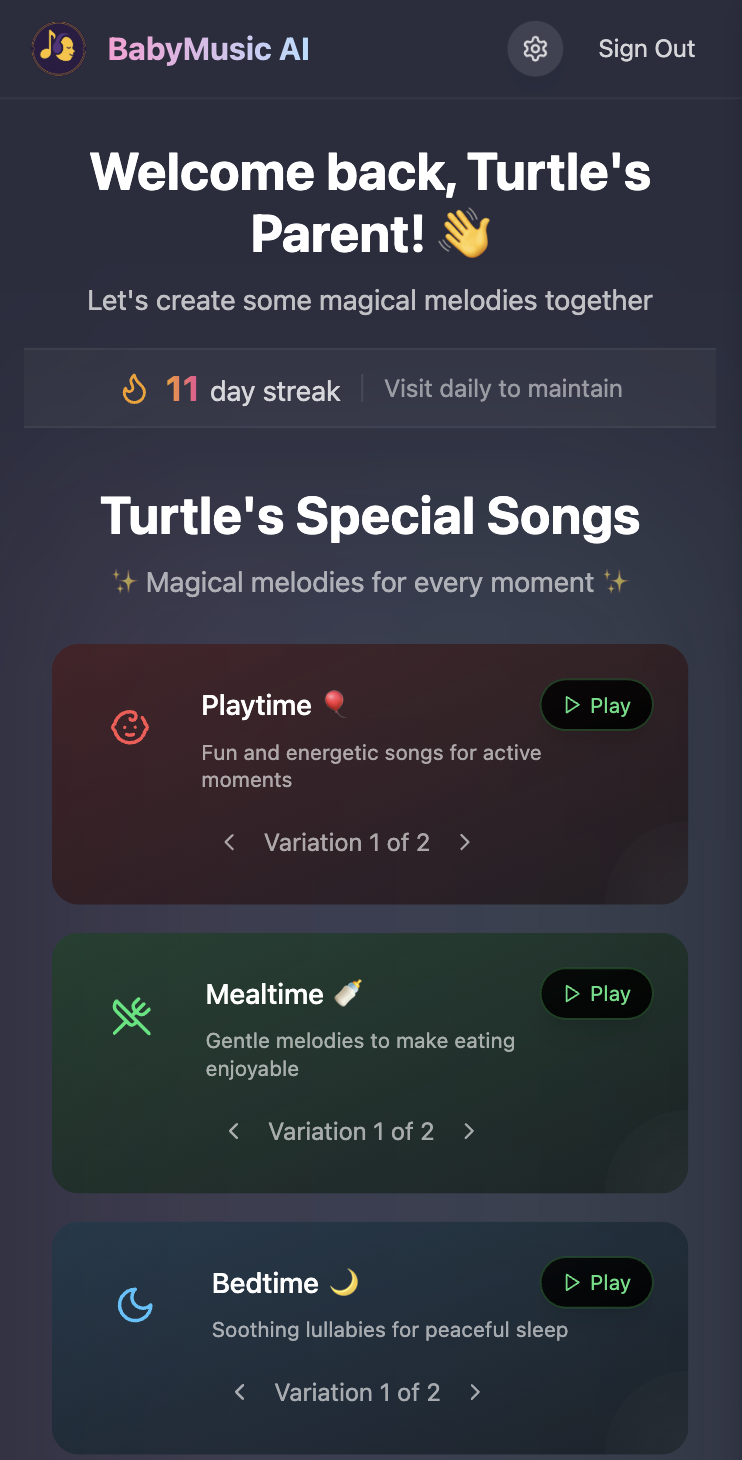 BabyMusic AI
Sign Out
Welcome back, Turtle's
Parent! 👋
Let's create some magical melodies together
11 day streak
Visit daily to maintain
Turtle's Special Songs
✨ Magical melodies for every moment ✨
Playtime 🎈
Play
Fun and energetic songs for active
moments
Variation 1 of 2
Mealtime 🍼
Play
Gentle melodies to make eating
enjoyable
Variation 1 of 2
Bedtime 🌙
Play
Soothing lullabies for peaceful sleep
Variation 1 of 2